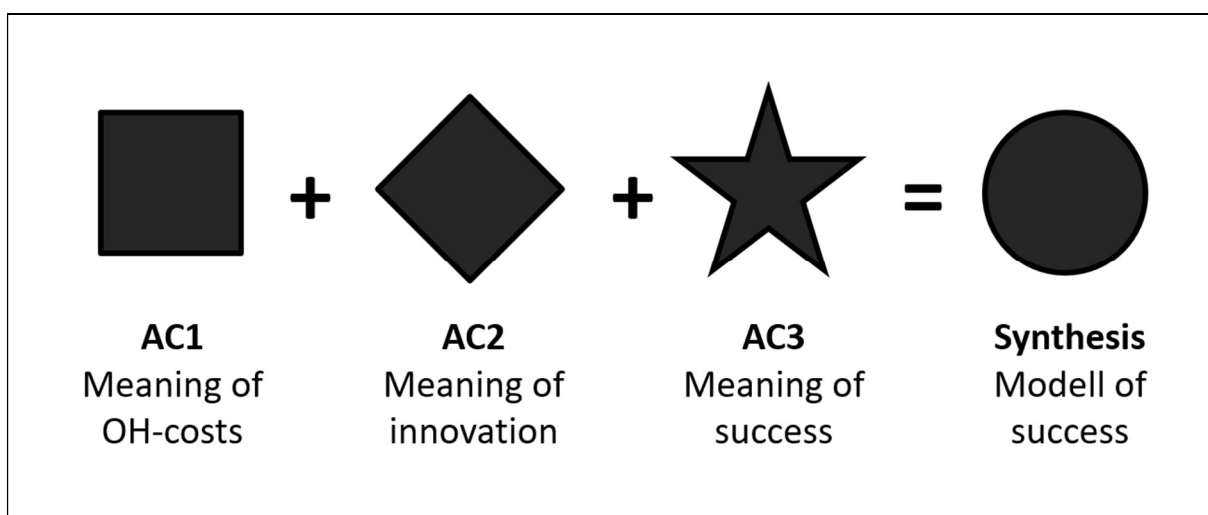 + + =
AC1 AC2 AC3 Synthesis
Meaning of Meaning of Meaning of Modell of
OH-costs innovation success success